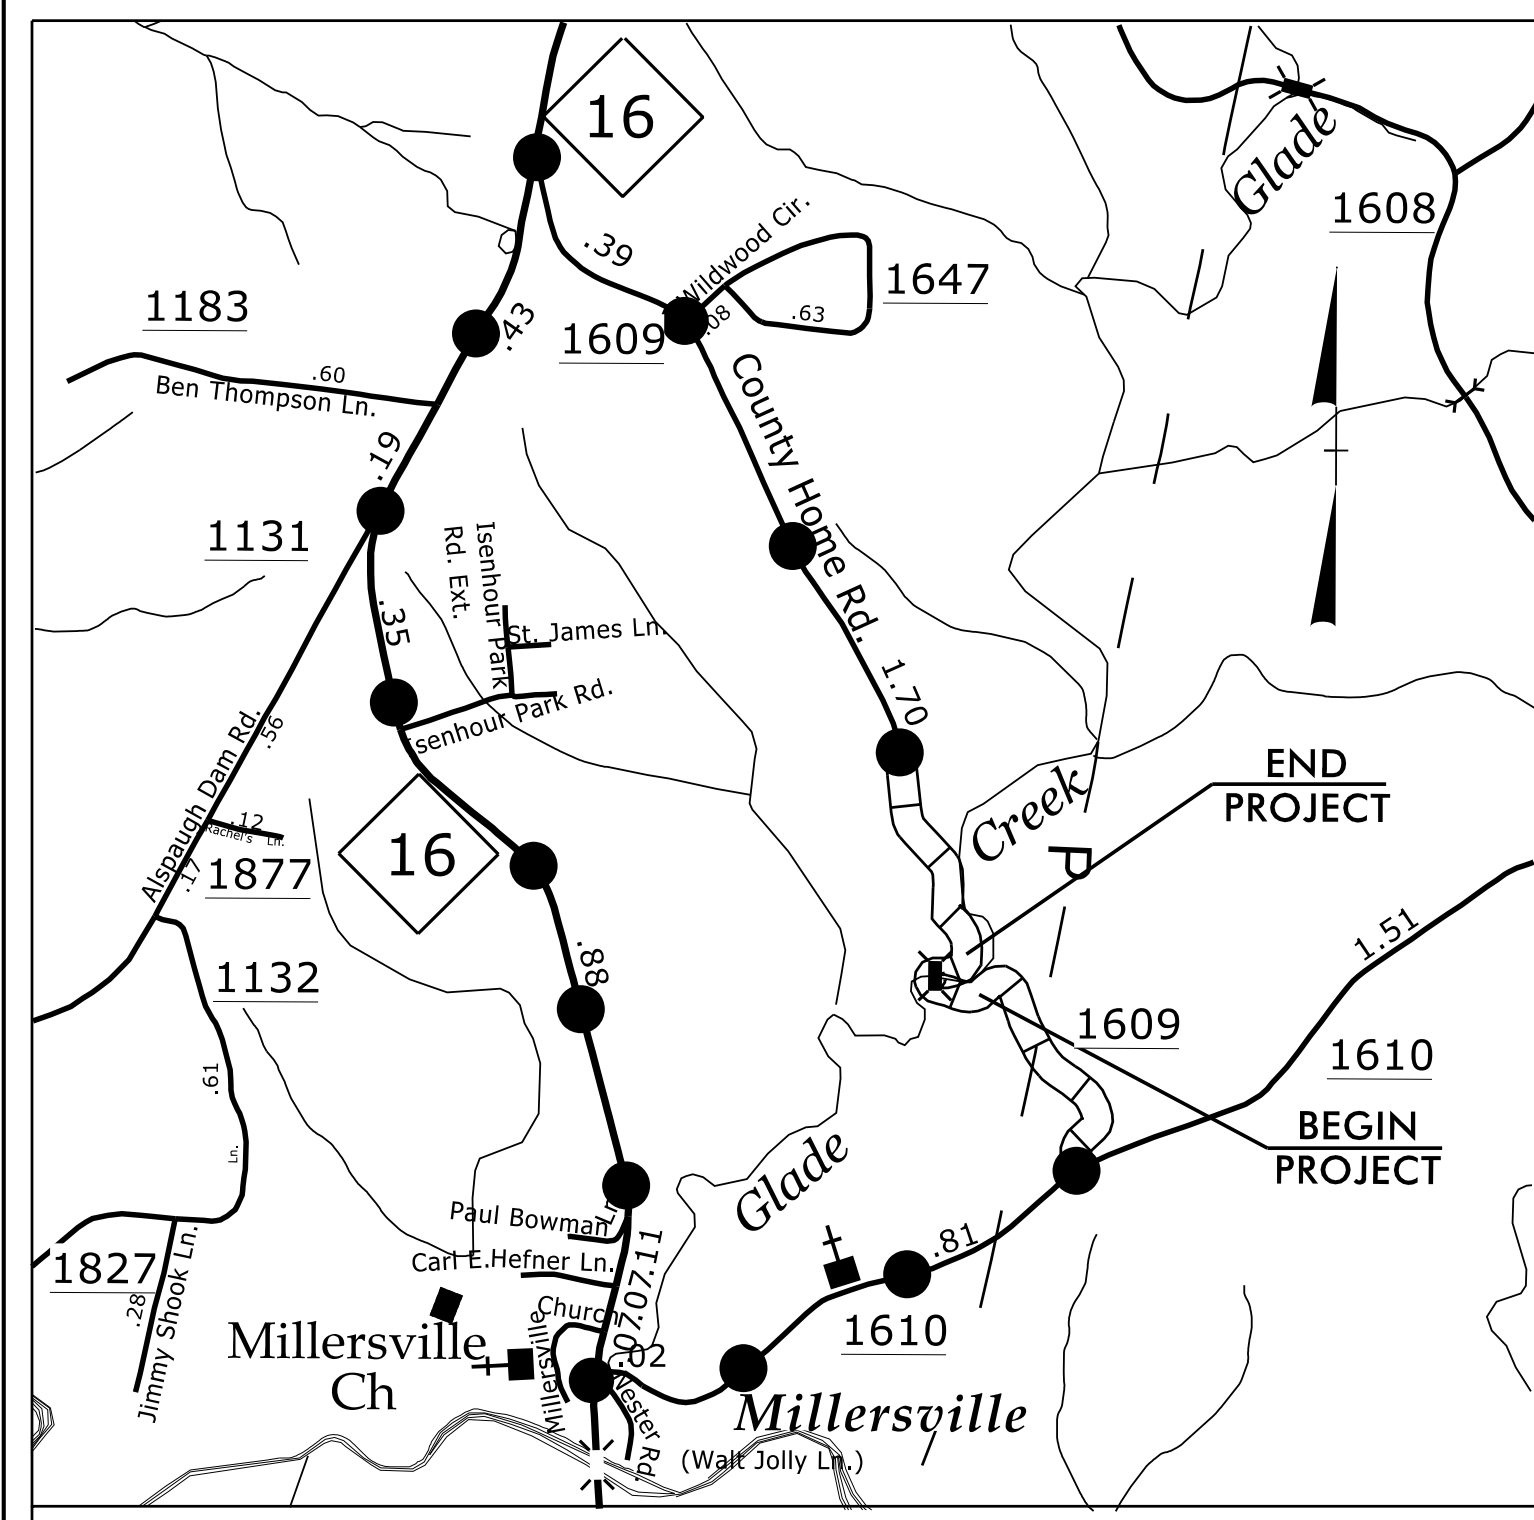 16
Glade
1608
.39
Wildwood Cir.
1647
1183
.43
1609
.08
.63
.60
Ben Thompson Ln.
County Home Rd.
.19
1131
Isenhour Park
Rd. Ext.
.35
St. James Ln.
1.70
Isenhour Park Rd.
Alspaugh Dam Rd.
.56
END
PROJECT
Creek
.12
Rachel's Ln.
16
P
.17
1877
1.51
.88
1132
1609
1610
.61
BEGIN
PROJECT
Ln.
Glade
Paul Bowman Ln.
.11
.81
Carl E.Hefner Ln.
1827
.07
Jimmy Shook Ln.
.28
Church
Millersville
1610
Millersville
Ch
.07
.02
Nester Rd.
Millersville
(Walt Jolly Ln.)